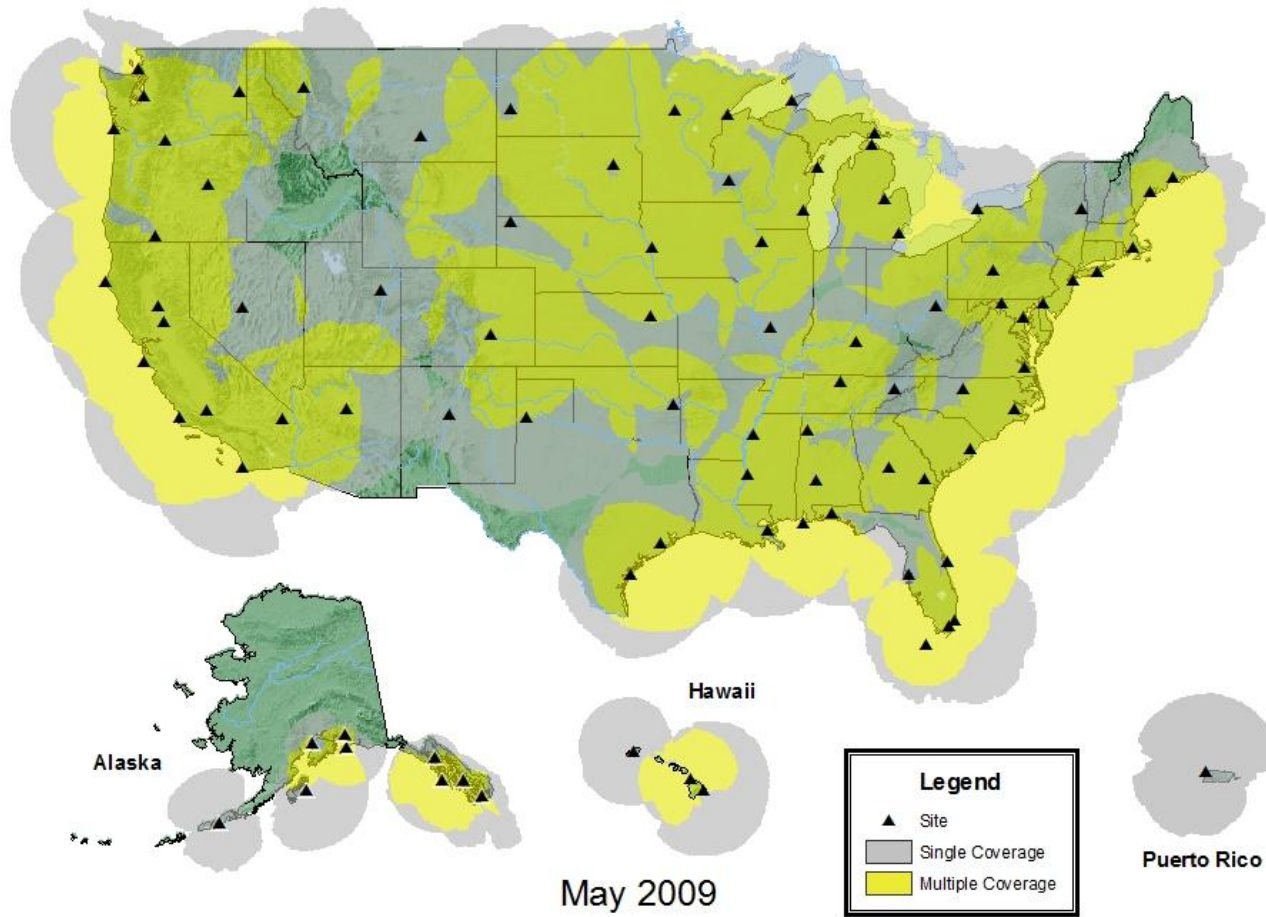 Hawaii
Alaska
Legend
Site
Single Coverage
Multiple Coverage
Puerto Rico
May 2009